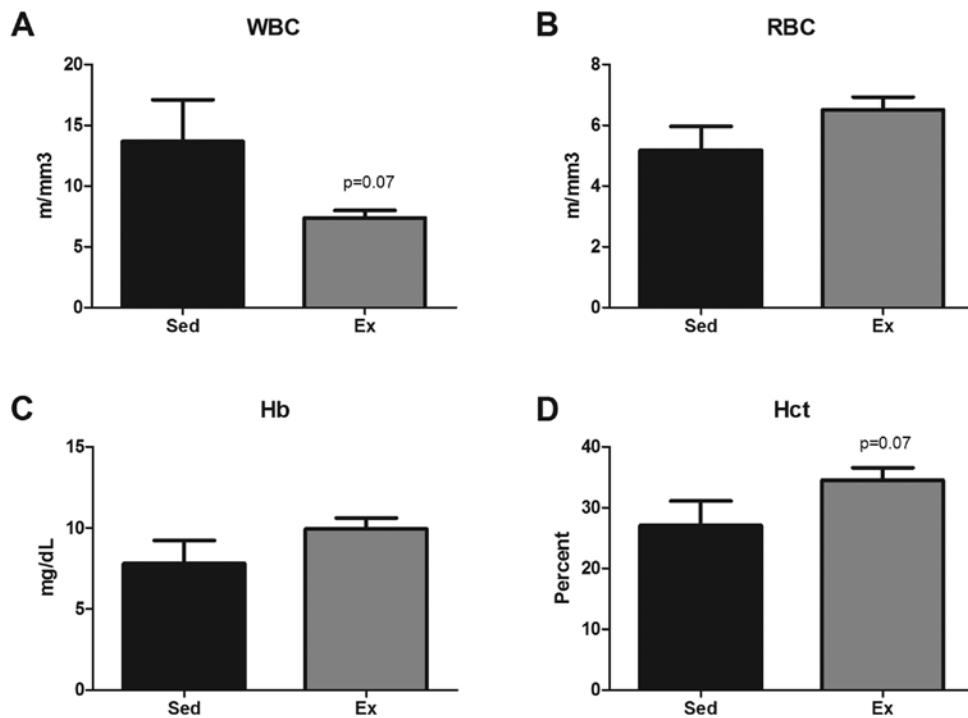 A
WBC
20
15
10
5
0
m/mm3
p=0.07
Sed
Ex
B
RBC
8
6
4
2
0
m/mm3
Sed
Ex
C
Hb
15
10
5
0
mg/dL
Sed
Ex
D
Hct
40
30
20
10
0
Percent
p=0.07
Sed
Ex